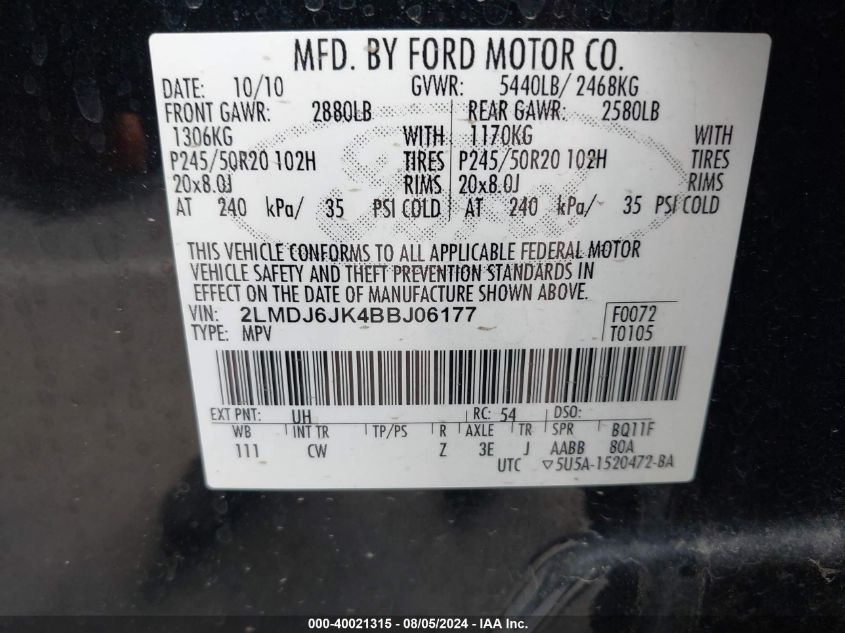 MFD. BY FORD MOTOR CO.
DATE: 10/10 GVWR: 5440LB/ 2468KG
FRONT GAWR: 2880LB REAR GAWR: 2580LB
1306KG WITH 1170KG WITH
P245/50R20 102H TIRES P245/50R20 102H TIRES
20x8.0J RIMS 20x8.0J RIMS
AT 240 kPa/ 35 PSI COLD AT 240 kPa/ 35 PSI COLD
THIS VEHICLE CONFORMS TO ALL APPLICABLE FEDERAL MOTOR
VEHICLE SAFETY AND THEFT PREVENTION STANDARDS IN
EFFECT ON THE DATE OF MANUFACTURE SHOWN ABOVE.
VIN: 2LMDJ6JK4BBJ06177 F0072
TYPE: MPV T0105
EXT PNT: UH RC: 54 DSO:
WB INT TR TP/PS R AXLE TR SPR BQ11F
111 CW Z 3E J AABB 80A
UTC ▽5U5A-1520472-BA
000-40021315 - 08/05/2024 - IAA Inc.